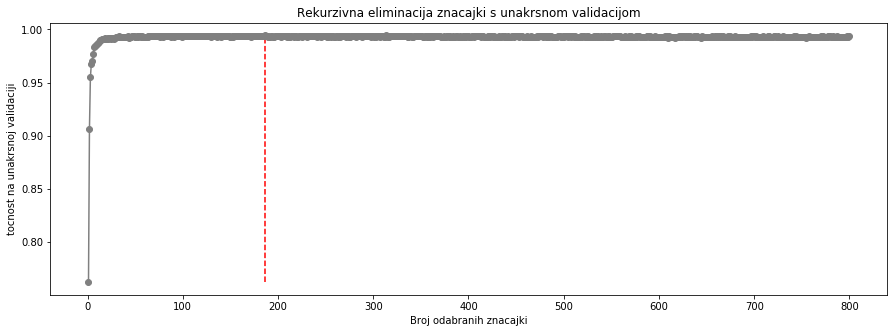 Rekurzivna eliminacija znacajki s unakrsnom validacijom
tocnost na unakrsnoj validaciji
1.00
0.95
0.90
0.85
0.80
0 100 200 300 400 500 600 700 800
Broj odabranih znacajki